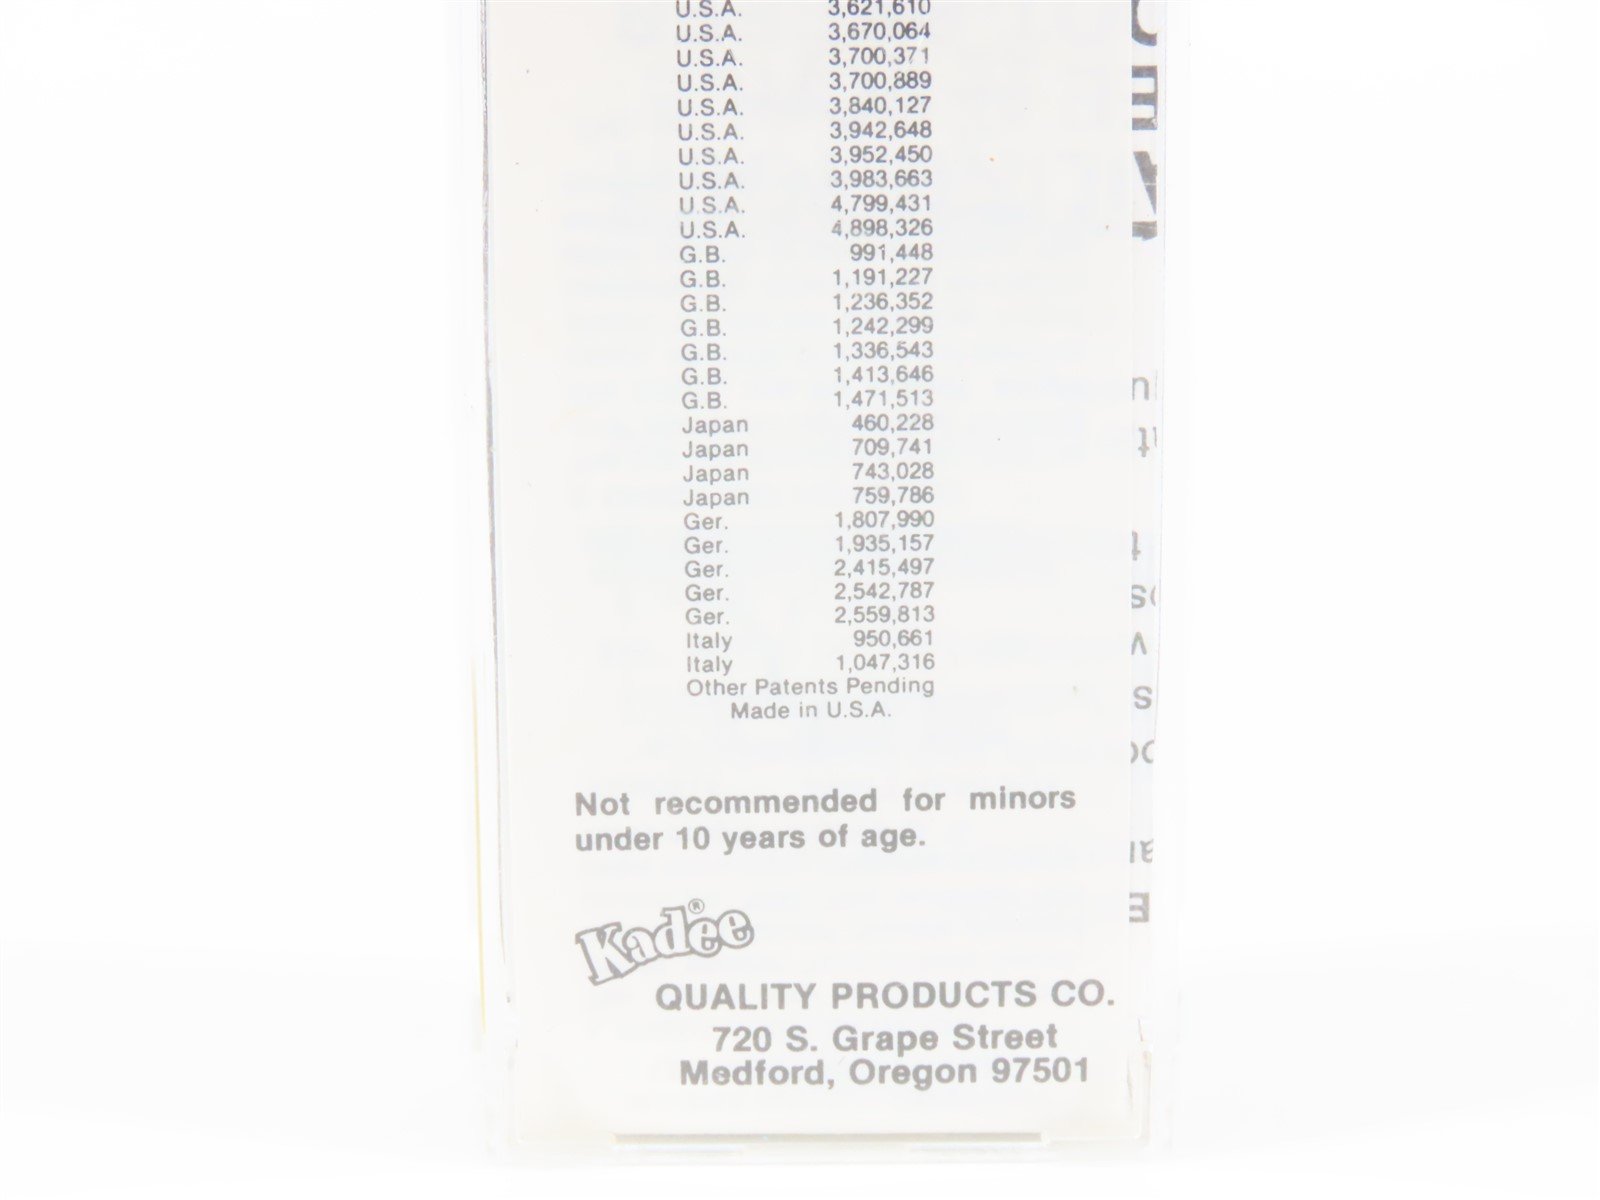 U.S.A. 3,621,610
U.S.A. 3,670,064
U.S.A. 3,700,371
U.S.A. 3,700,889
U.S.A. 3,840,127
U.S.A. 3,942,648
U.S.A. 3,952,450
U.S.A. 3,983,663
U.S.A. 4,799,431
U.S.A. 4,898,326
G.B. 991,448
G.B. 1,191,227
G.B. 1,236,352
G.B. 1,242,299
G.B. 1,336,543
G.B. 1,413,646
G.B. 1,471,513
Japan 460,228
Japan 709,741
Japan 743,028
Japan 759,786
Ger. 1,807,990
Ger. 1,935,157
Ger. 2,415,497
Ger. 2,542,787
Ger. 2,559,813
Italy 950,661
Italy 1,047,316
Other Patents Pending
Made in U.S.A.
Not recommended for minors
under 10 years of age.
Kadee®
QUALITY PRODUCTS CO.
720 S. Grape Street
Medford, Oregon 97501